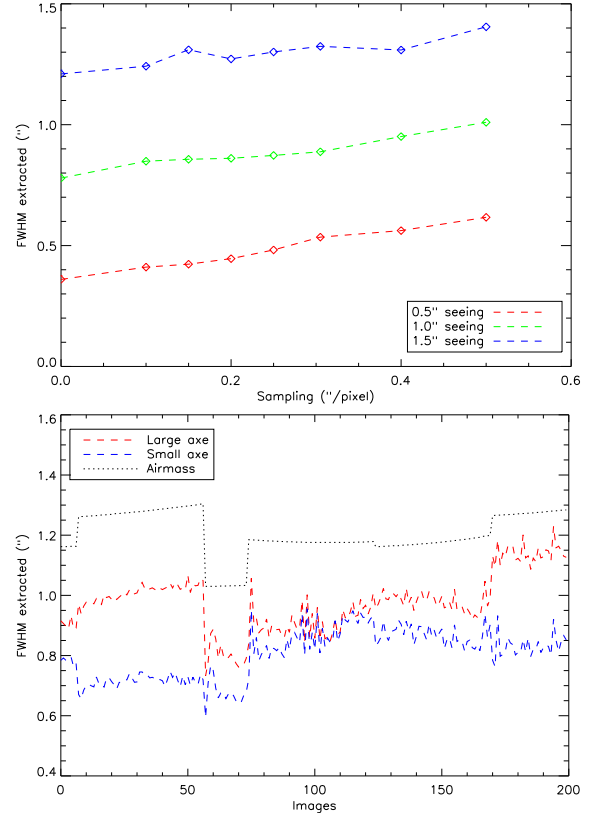 1.5
1.0
0.5
0.0
FWHM extracted (")
0.5" seeing
1.0" seeing
1.5" seeing
0.0 0.2 0.4 0.6
Sampling ("/pixel)
1.6
1.4
1.2
1.0
0.8
0.6
0.4
FWHM extracted (")
Large axe
Small axe
Airmass
0 50 100 150 200
Images